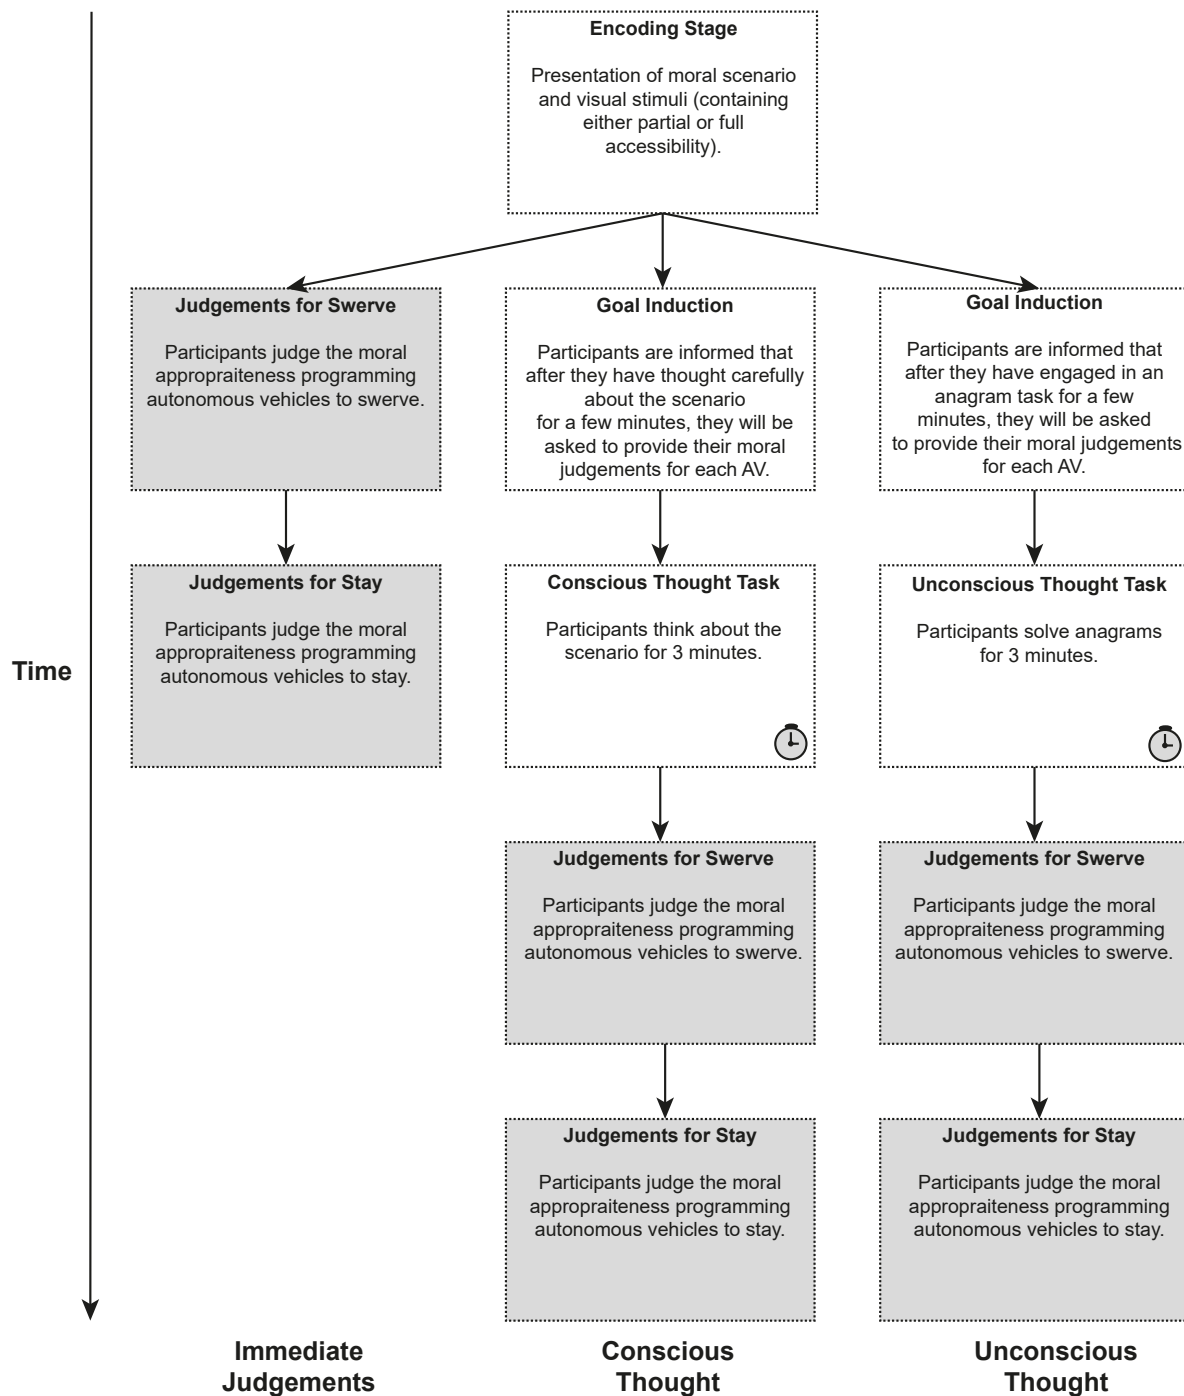 Encoding Stage
Presentation of moral scenario
and visual stimuli (containing
either partial or full
accessibility).
Judgements for Swerve
Participants judge the moral
appropraiteness programming
autonomous vehicles to swerve.
Goal Induction
Participants are informed that
after they have thought carefully
about the scenario
for a few minutes, they will be
asked to provide their moral
judgements for each AV.
Goal Induction
Participants are informed that
after they have engaged in an
anagram task for a few
minutes, they will be asked
to provide their moral judgements
for each AV.
Judgements for Stay
Participants judge the moral
appropraiteness programming
autonomous vehicles to stay.
Conscious Thought Task
Participants think about the
scenario for 3 minutes.
Unconscious Thought Task
Participants solve anagrams
for 3 minutes.
Time
Judgements for Swerve
Participants judge the moral
appropraiteness programming
autonomous vehicles to swerve.
Judgements for Swerve
Participants judge the moral
appropraiteness programming
autonomous vehicles to swerve.
Judgements for Stay
Participants judge the moral
appropraiteness programming
autonomous vehicles to stay.
Judgements for Stay
Participants judge the moral
appropraiteness programming
autonomous vehicles to stay.
Immediate
Judgements
Conscious
Thought
Unconscious
Thought